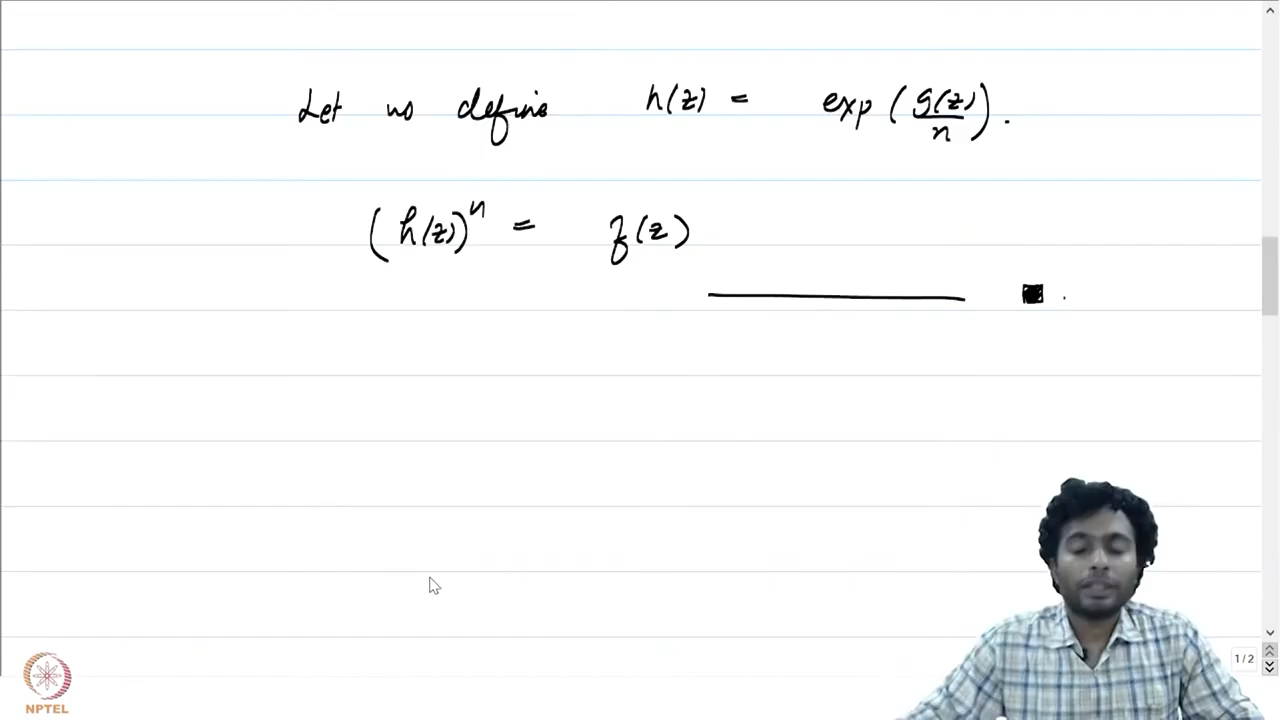 Let us define h(z) = exp(g(z)/n).
(h(z))^n = f(z)
1/2
NPTEL